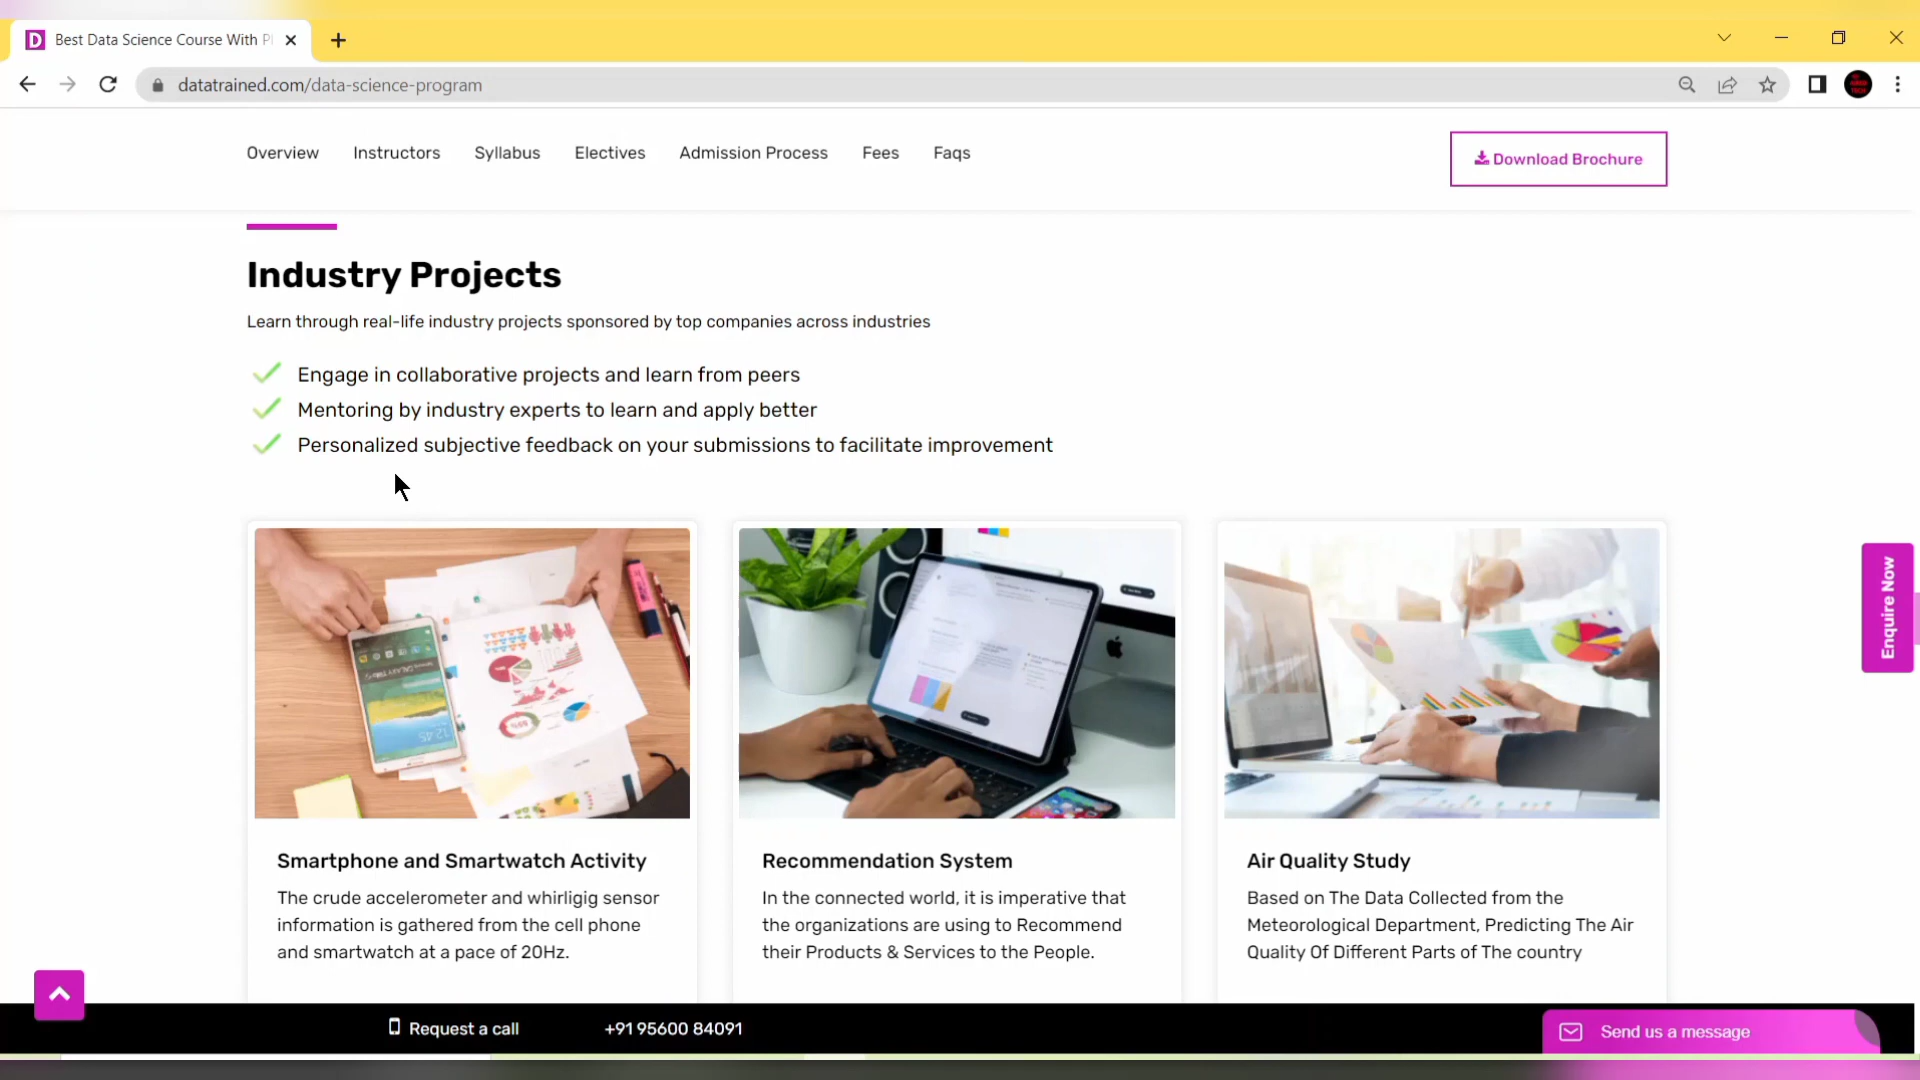 Best Data Science Course With Pl
datatrained.com/data-science-program
Overview Instructors Syllabus Electives Admission Process Fees Faqs
Download Brochure
Industry Projects
Learn through real-life industry projects sponsored by top companies across industries
Engage in collaborative projects and learn from peers
Mentoring by industry experts to learn and apply better
Personalized subjective feedback on your submissions to facilitate improvement
Enquire Now
Smartphone and Smartwatch Activity
The crude accelerometer and whirligig sensor
information is gathered from the cell phone
and smartwatch at a pace of 20Hz.
Recommendation System
In the connected world, it is imperative that
the organizations are using to Recommend
their Products & Services to the People.
Air Quality Study
Based on The Data Collected from the
Meteorological Department, Predicting The Air
Quality Of Different Parts of The country
Request a call +91 95600 84091
Send us a message